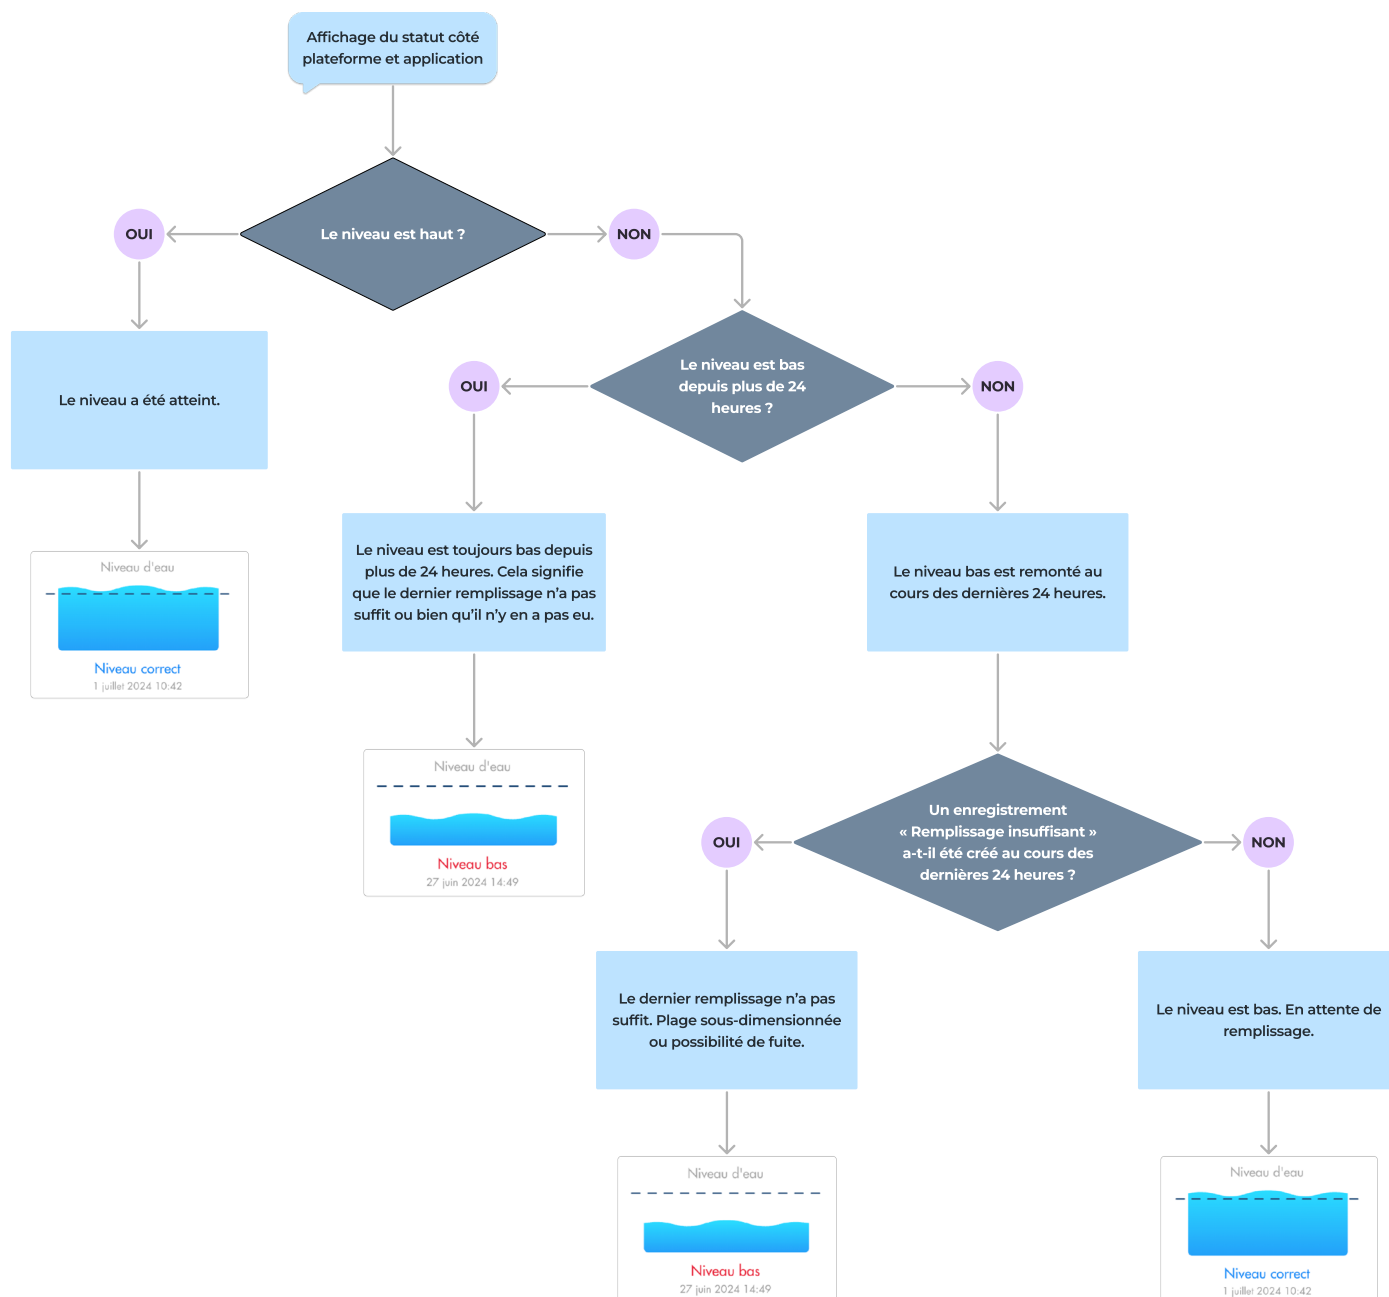 Affichage du statut côté
plateforme et application
Le niveau est haut ?
OUI
NON
Le niveau a été atteint.
Niveau d'eau
Niveau correct
1 juillet 2024 10:42
Le niveau est bas
depuis plus de 24
heures ?
OUI
NON
Le niveau est toujours bas depuis
plus de 24 heures. Cela signifie
que le dernier remplissage n’a pas
suffit ou bien qu’il n’y en a pas eu.
Niveau d'eau
Niveau bas
27 juin 2024 14:49
Le niveau bas est remonté au
cours des dernières 24 heures.
Un enregistrement
« Remplissage insuffisant »
a-t-il été créé au cours des
dernières 24 heures ?
OUI
NON
Le dernier remplissage n’a pas
suffit. Plage sous-dimensionnée
ou possibilité de fuite.
Niveau d'eau
Niveau bas
27 juin 2024 14:49
Le niveau est bas. En attente de
remplissage.
Niveau d'eau
Niveau correct
1 juillet 2024 10:42